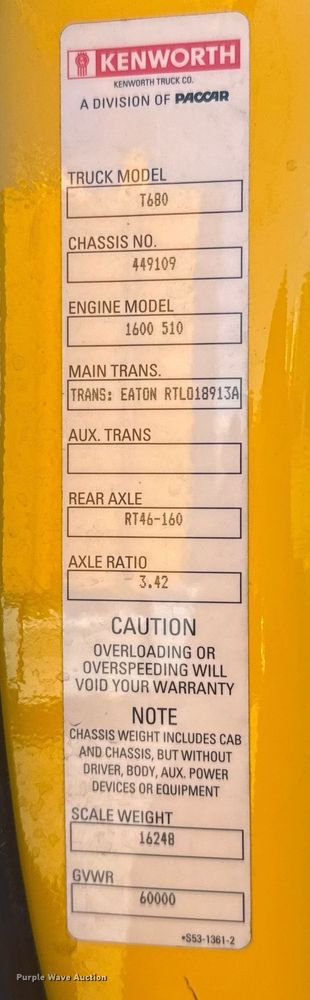 KENWORTH
KENWORTH TRUCK CO.
A DIVISION OF PACCAR
TRUCK MODEL
T680
CHASSIS NO.
449109
ENGINE MODEL
1600 510
MAIN TRANS.
TRANS: EATON RTLO18913A
AUX. TRANS
REAR AXLE
RT46-160
AXLE RATIO
3.42
CAUTION
OVERLOADING OR
OVERSPEEDING WILL
VOID YOUR WARRANTY
NOTE
CHASSIS WEIGHT INCLUDES CAB
AND CHASSIS, BUT WITHOUT
DRIVER, BODY, AUX. POWER
DEVICES OR EQUIPMENT
SCALE WEIGHT
16248
GVWR
60000
*S53-1361-2
Purple Wave Auction